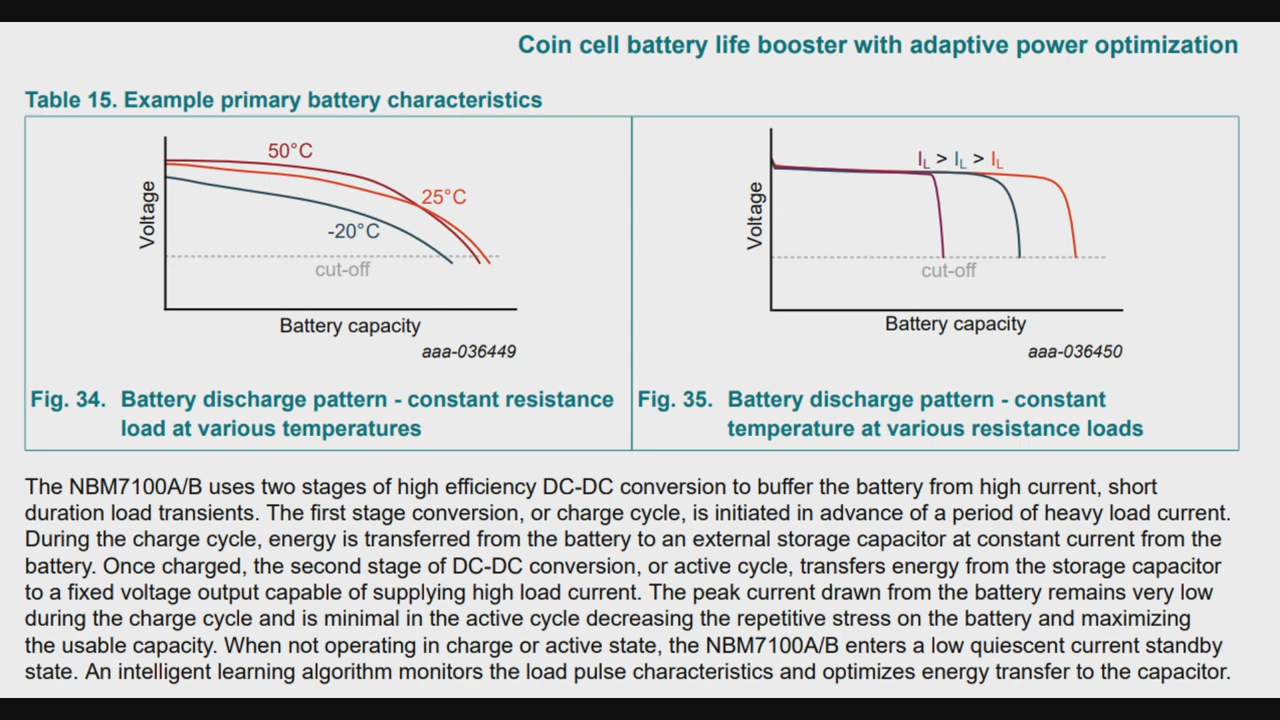 Coin cell battery life booster with adaptive power optimization
Table 15. Example primary battery characteristics
50°C
25°C
-20°C
Voltage
cut-off
Battery capacity
aaa-036449
Fig. 34. Battery discharge pattern - constant resistance
load at various temperatures
IL > IL > IL
Voltage
cut-off
Battery capacity
aaa-036450
Fig. 35. Battery discharge pattern - constant
temperature at various resistance loads
The NBM7100A/B uses two stages of high efficiency DC-DC conversion to buffer the battery from high current, short
duration load transients. The first stage conversion, or charge cycle, is initiated in advance of a period of heavy load current.
During the charge cycle, energy is transferred from the battery to an external storage capacitor at constant current from the
battery. Once charged, the second stage of DC-DC conversion, or active cycle, transfers energy from the storage capacitor
to a fixed voltage output capable of supplying high load current. The peak current drawn from the battery remains very low
during the charge cycle and is minimal in the active cycle decreasing the repetitive stress on the battery and maximizing
the usable capacity. When not operating in charge or active state, the NBM7100A/B enters a low quiescent current standby
state. An intelligent learning algorithm monitors the load pulse characteristics and optimizes energy transfer to the capacitor.